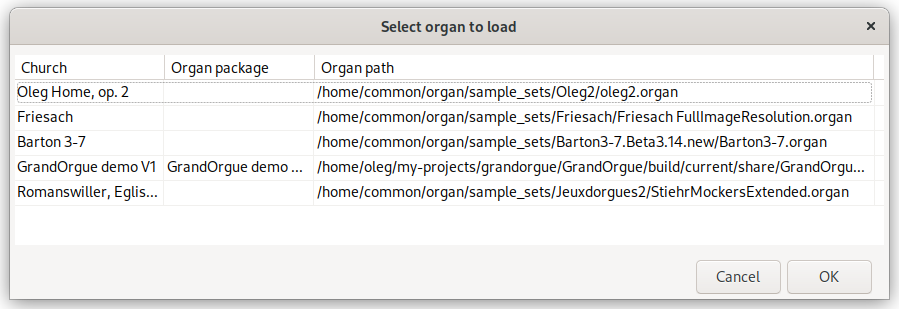 Select organ to load ×
Church Organ package Organ path
Oleg Home, op. 2 /home/common/organ/sample_sets/Oleg2/oleg2.organ
Friesach /home/common/organ/sample_sets/Friesach/Friesach FullImageResolution.organ
Barton 3-7 /home/common/organ/sample_sets/Barton3-7.Beta3.14.new/Barton3-7.organ
GrandOrgue demo V1 GrandOrgue demo ... /home/oleg/my-projects/grandorgue/GrandOrgue/build/current/share/GrandOrgu...
Romanswiller, Eglis... /home/common/organ/sample_sets/Jeuxdorgues2/StiehrMockersExtended.organ
Cancel OK